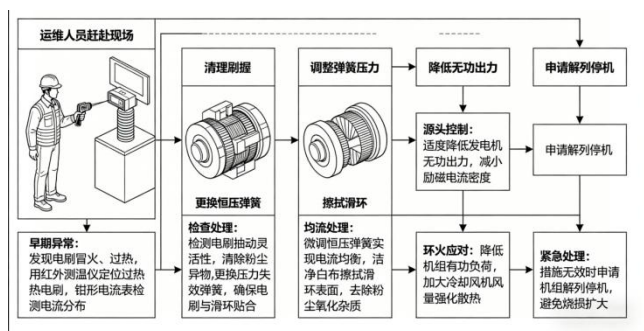 运维人员赶赴现场
清理刷握
调整弹簧压力
降低无功出力
申请解列停机
源头控制：
适度降低发电机
无功出力，减小
励磁电流密度
申请解列停机
更换恒压弹簧
擦拭滑环
早期异常：
发现电刷冒火、过热，
用红外测温仪定位过热
热电刷，钳形电流表检
测电流分布
检查处理：
检测电刷抽动灵
活性，清除粉尘
异物，更换压力失
效弹簧，确保电
刷与滑环贴合
均流处理：
微调恒压弹簧实
现电流均衡，洁
净白布擦拭滑
环表面，去除粉
尘氧化杂质
环火应对：降低
机组有功负荷，
加大冷却风机风
量强化散热
紧急处理：
措施无效时申请
机组解列停机，
避免烧损扩大